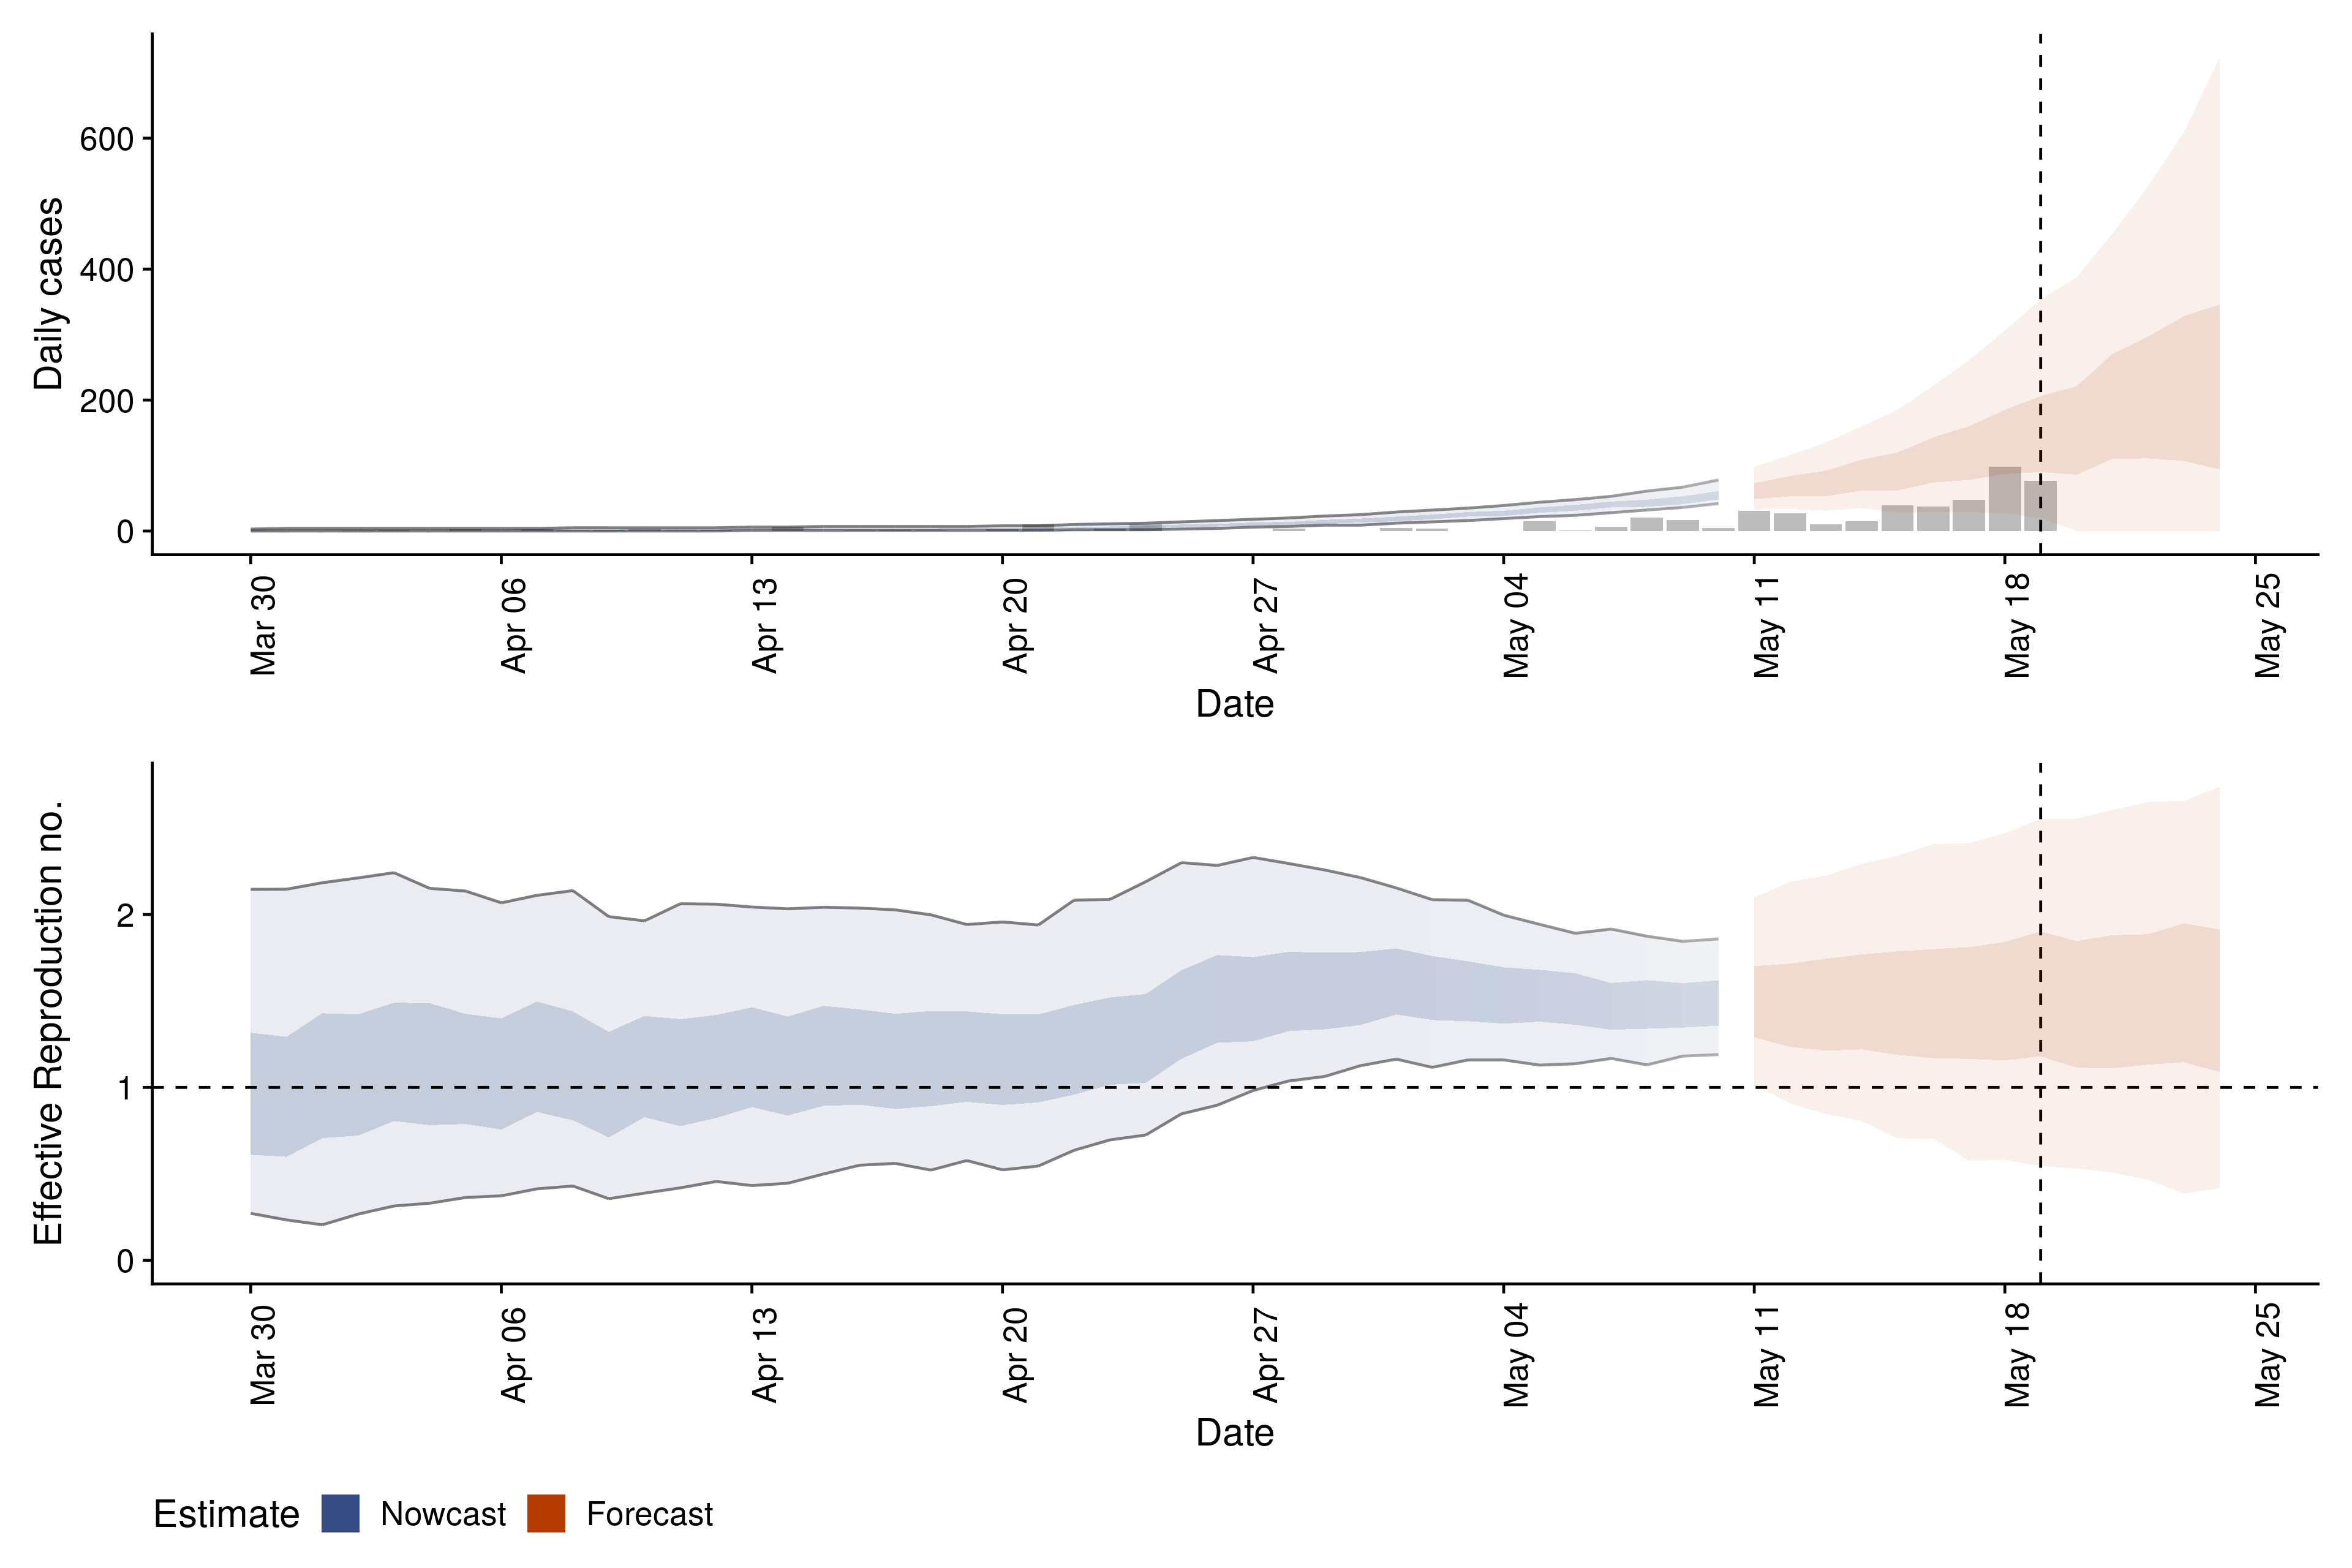 Daily cases
600
400
200
0
Mar 30
Apr 06
Apr 13
Apr 20
Apr 27
May 04
May 11
May 18
May 25
Date
Effective Reproduction no.
2
1
0
Mar 30
Apr 06
Apr 13
Apr 20
Apr 27
May 04
May 11
May 18
May 25
Date
Estimate Nowcast Forecast